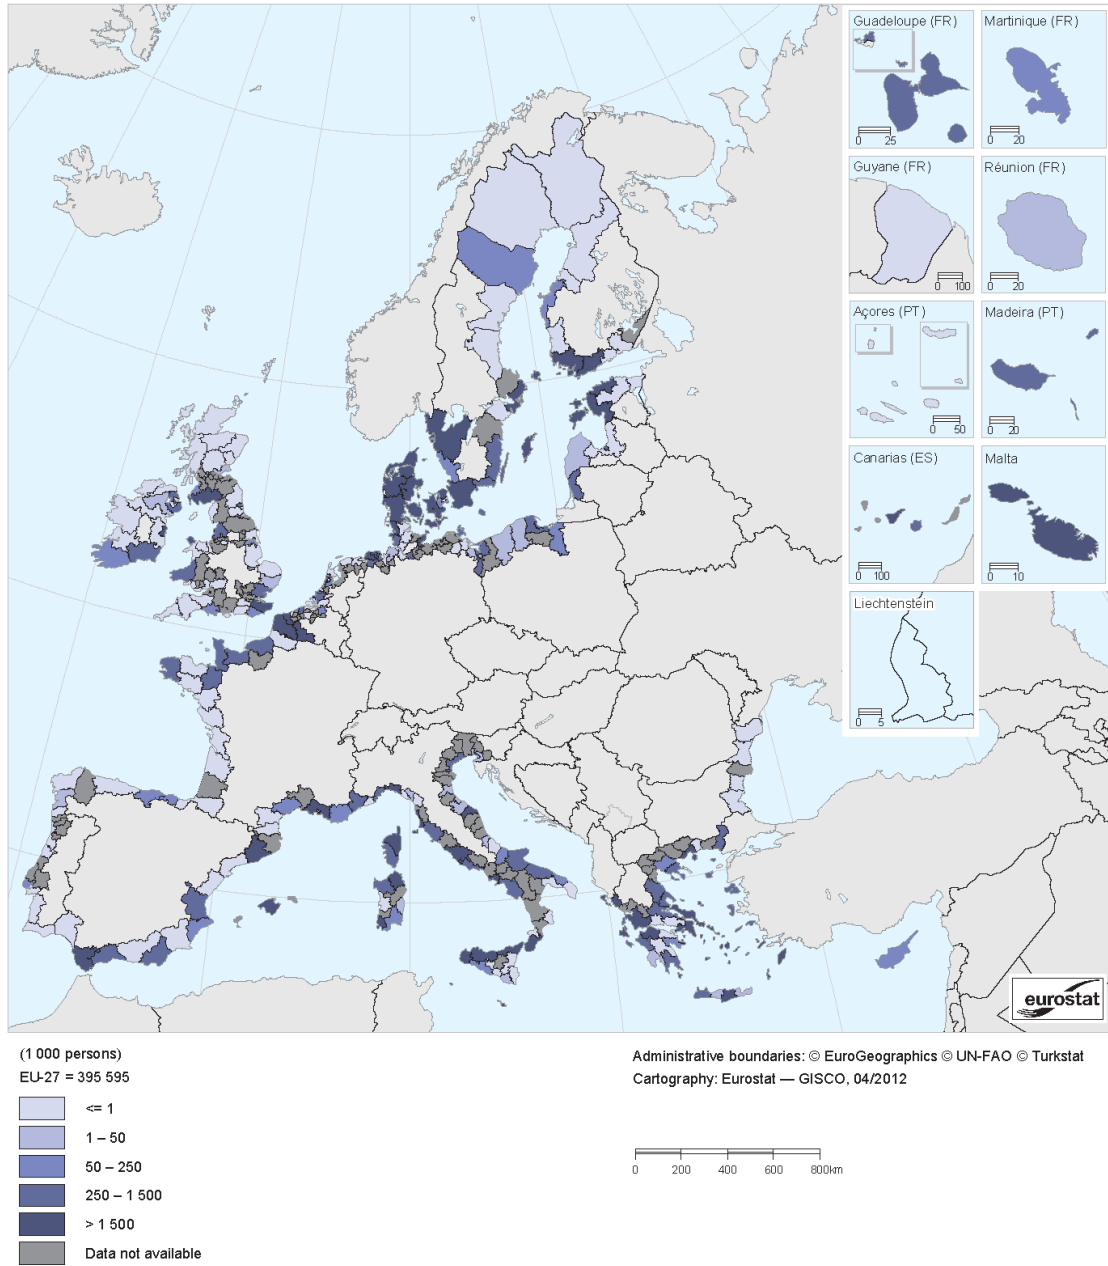 Guadeloupe (FR)
0 25
Martinique (FR)
0 20
Guyane (FR)
0 100
Réunion (FR)
0 20
Açores (PT)
0 50
Madeira (PT)
0 20
Canarias (ES)
0 100
Malta
0 10
Liechtenstein
0 5
eurostat
(1 000 persons)
EU-27 = 395 595
<= 1
1 – 50
50 – 250
250 – 1 500
> 1 500
Data not available
Administrative boundaries: © EuroGeographics © UN-FAO © Turkstat
Cartography: Eurostat — GISCO, 04/2012
0 200 400 600 800km